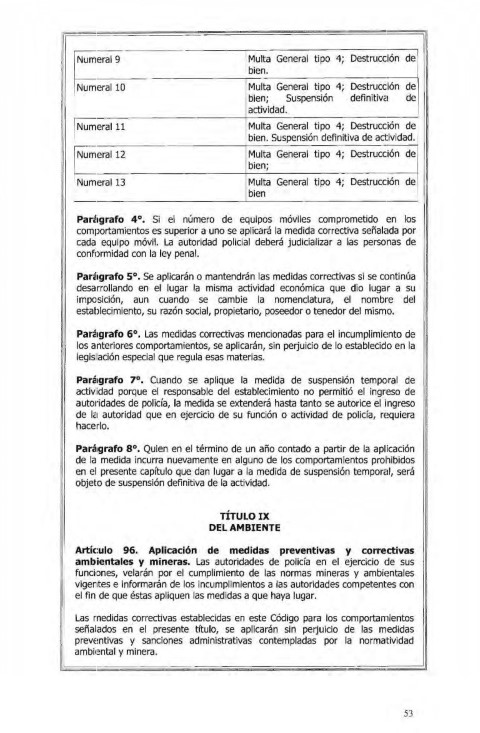 Numeral 9 Multa General tipo 4; Destrucción de
bien.
Numeral 10 Multa General tipo 4; Destrucción de
bien; Suspensión definitiva de
actividad.
Numeral 11 Multa General tipo 4; Destrucción de
bien. Suspensión definitiva de actividad.
Numeral 12 Multa General tipo 4; Destrucción de
bien;
Numeral 13 Multa General tipo 4; Destrucción de
bien
Parágrafo 4°. Si el número de equipos móviles comprometido en los
comportamientos es superior a uno se aplicará la medida correctiva señalada por
cada equipo móvil. La autoridad policial deberá judicializar a las personas de
conformidad con la ley penal.
Parágrafo 5°. Se aplicarán o mantendrán las medidas correctivas si se continúa
desarrollando en el lugar la misma actividad económica que dio lugar a su
imposición, aun cuando se cambie la nomenclatura, el nombre del
establecimiento, su razón social, propietario, poseedor o tenedor del mismo.
Parágrafo 6°. Las medidas correctivas mencionadas para el incumplimiento de
los anteriores comportamientos, se aplicarán, sin perjuicio de lo establecido en la
legislación especial que regula esas materias.
Parágrafo 7°. Cuando se aplique la medida de suspensión temporal de
actividad porque el responsable del establecimiento no permitió el ingreso de
autoridades de policía, la medida se extenderá hasta tanto se autorice el ingreso
de la autoridad que en ejercicio de su función o actividad de policía, requiera
hacerlo.
Parágrafo 8°. Quien en el término de un año contado a partir de la aplicación
de la medida incurra nuevamente en alguno de los comportamientos prohibidos
en el presente capítulo que dan lugar a la medida de suspensión temporal, será
objeto de suspensión definitiva de la actividad.
TÍTULO IX
DEL AMBIENTE
Artículo 96. Aplicación de medidas preventivas y correctivas
ambientales y mineras. Las autoridades de policía en el ejercicio de sus
funciones, velarán por el cumplimiento de las normas mineras y ambientales
vigentes e informarán de los incumplimientos a las autoridades competentes con
el fin de que éstas apliquen las medidas a que haya lugar.
Las medidas correctivas establecidas en este Código para los comportamientos
señalados en el presente título, se aplicarán sin perjuicio de las medidas
preventivas y sanciones administrativas contempladas por la normatividad
ambiental y minera.
53